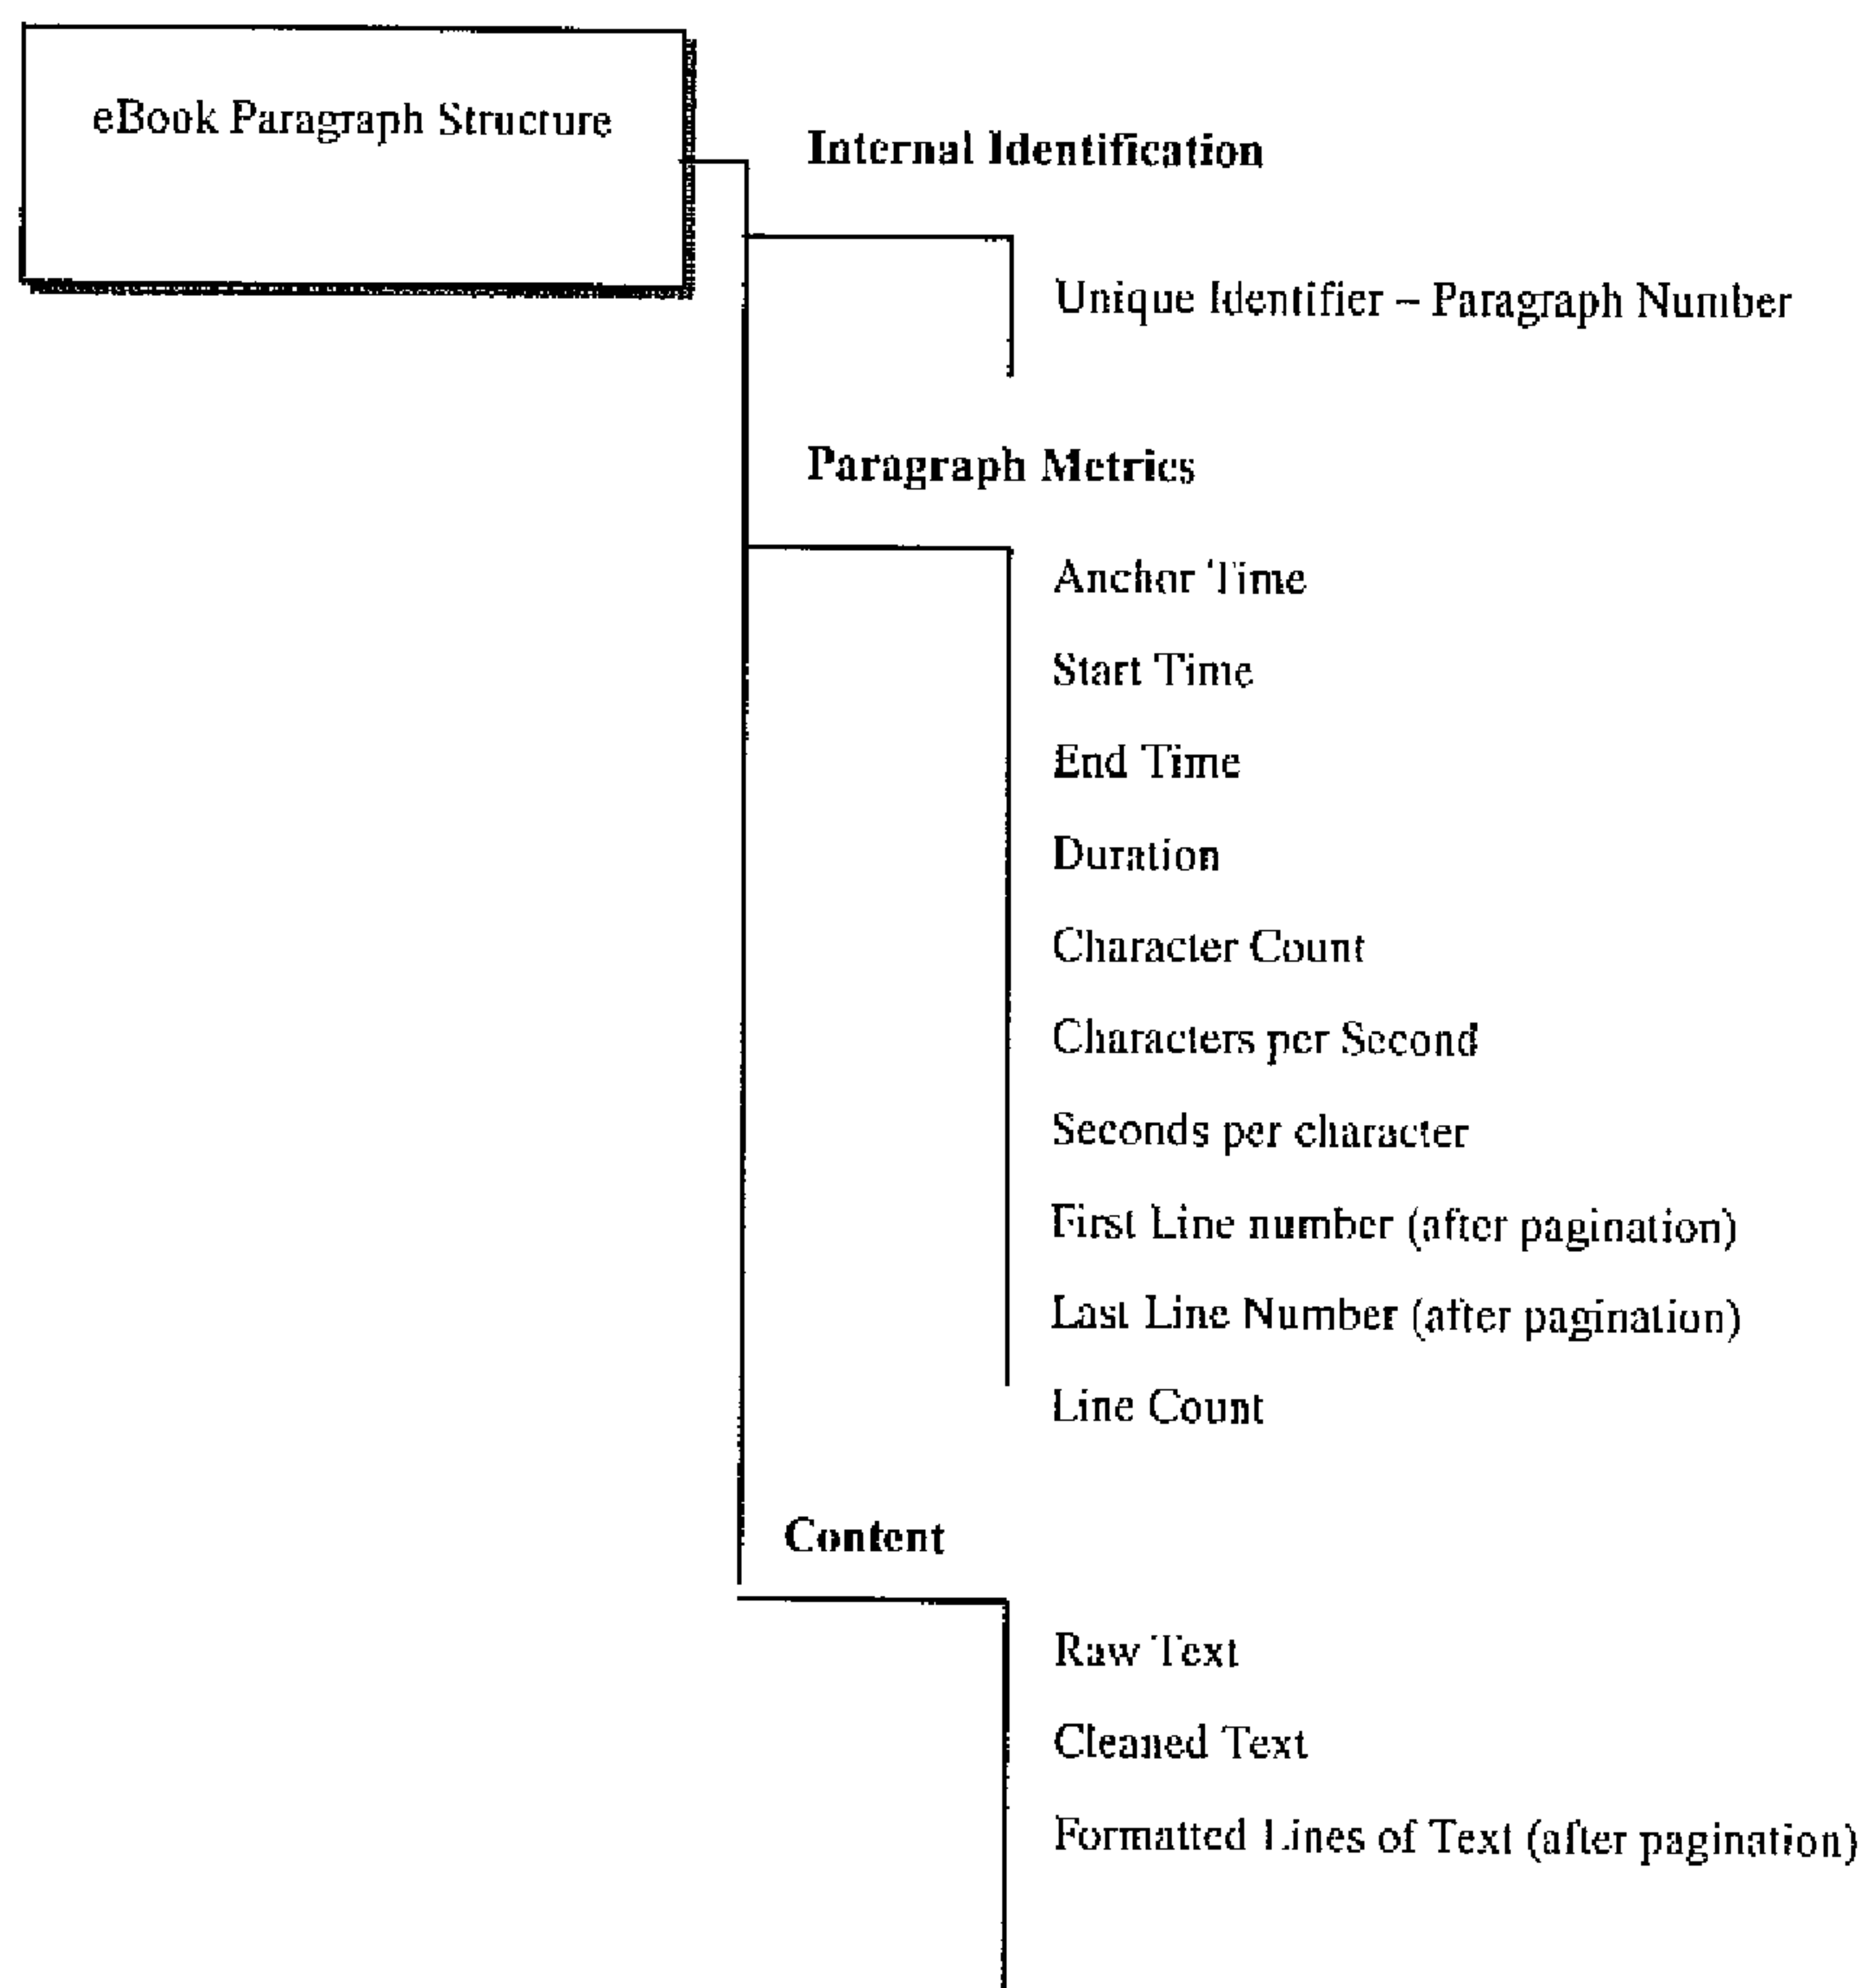 eBook Paragraph Structure
Internal Identification
Unique Identifier – Paragraph Number
Paragraph Metrics
Anchor Time
Start Time
End Time
Duration
Character Count
Characters per Second
Seconds per character
First Line number (after pagination)
Last Line Number (after pagination)
Line Count
Content
Raw Text
Cleaned Text
Formatted Lines of Text (after pagination)